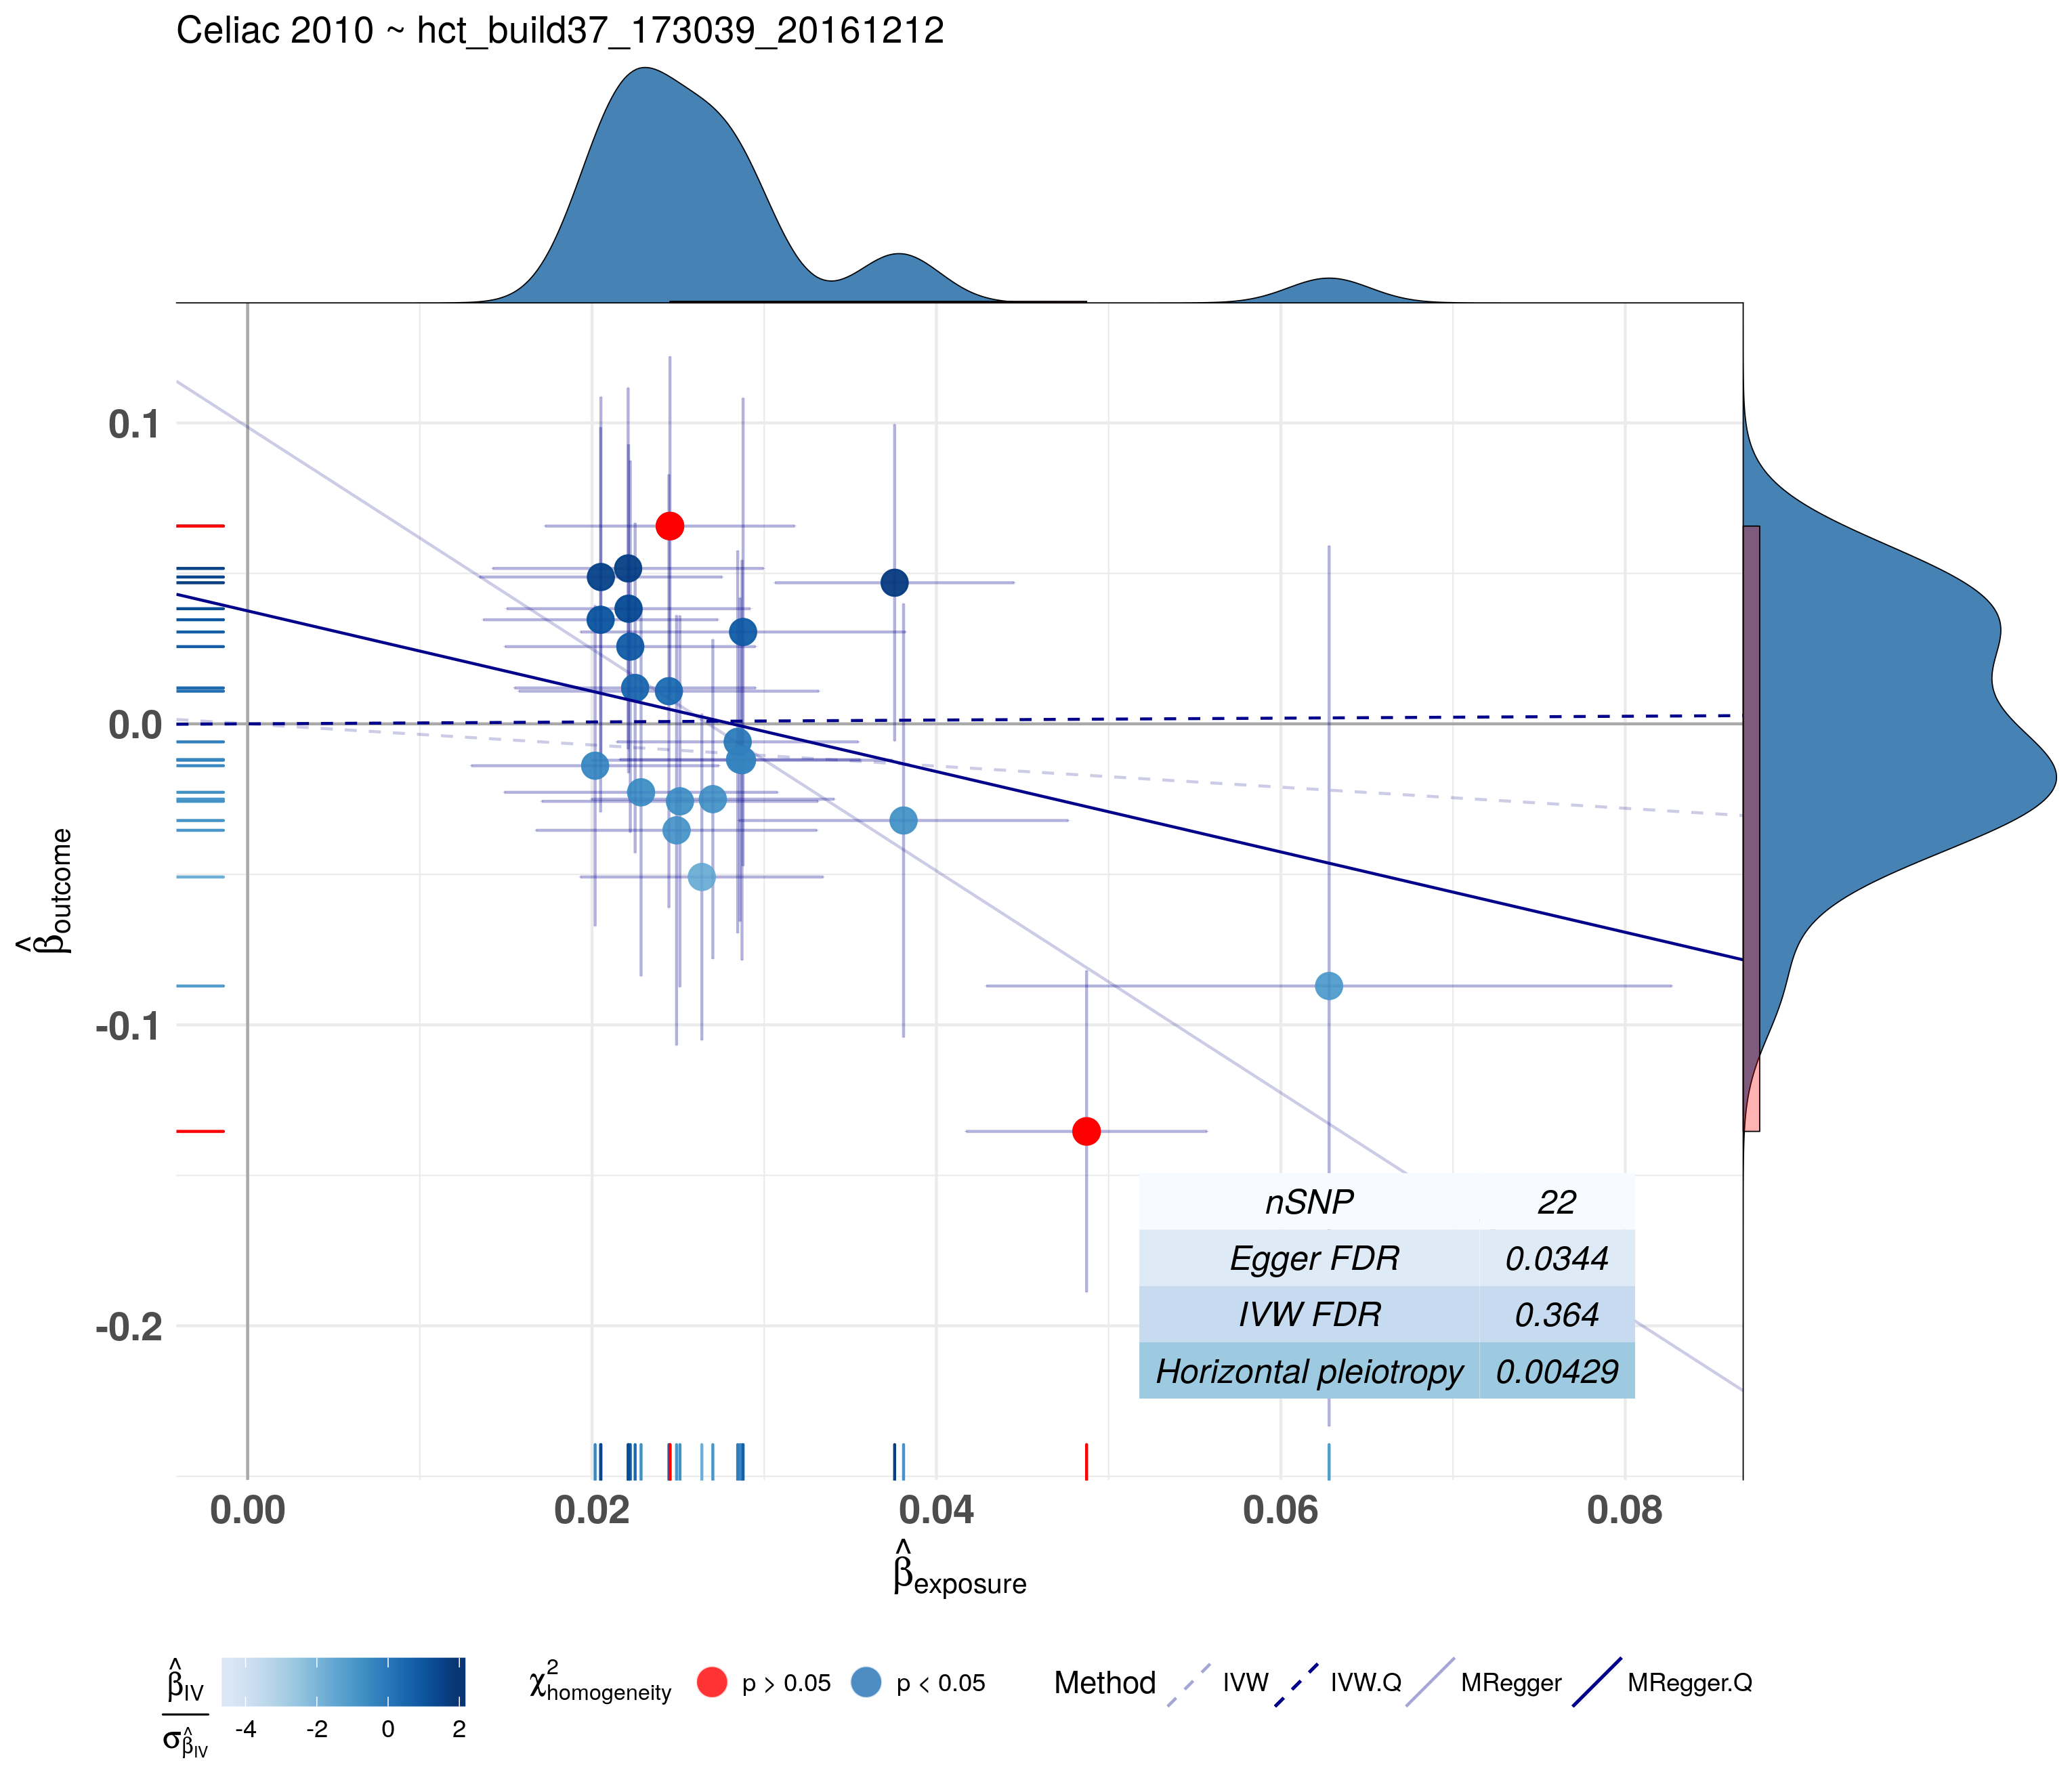 Celiac 2010 ~ hct_build37_173039_20161212
0.1
0.0
-0.1
-0.2
β̂outcome
nSNP 22
Egger FDR 0.0344
IVW FDR 0.364
Horizontal pleiotropy 0.00429
0.00 0.02 0.04 0.06 0.08
β̂exposure
β̂IV
σβ̂IV
-4 -2 0 2
χ²homogeneity p > 0.05 p < 0.05
Method IVW IVW.Q MRegger MRegger.Q